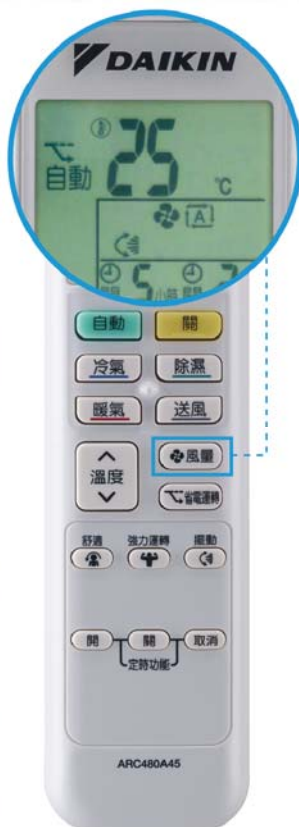 DAIKIN
自動 25 ℃
A
5 小時
自動 關
冷氣 除濕
暖氣 送風
溫度 風量
省電運轉
舒適 強力運轉 擺動
開 關 取消
定時功能
ARC480A45